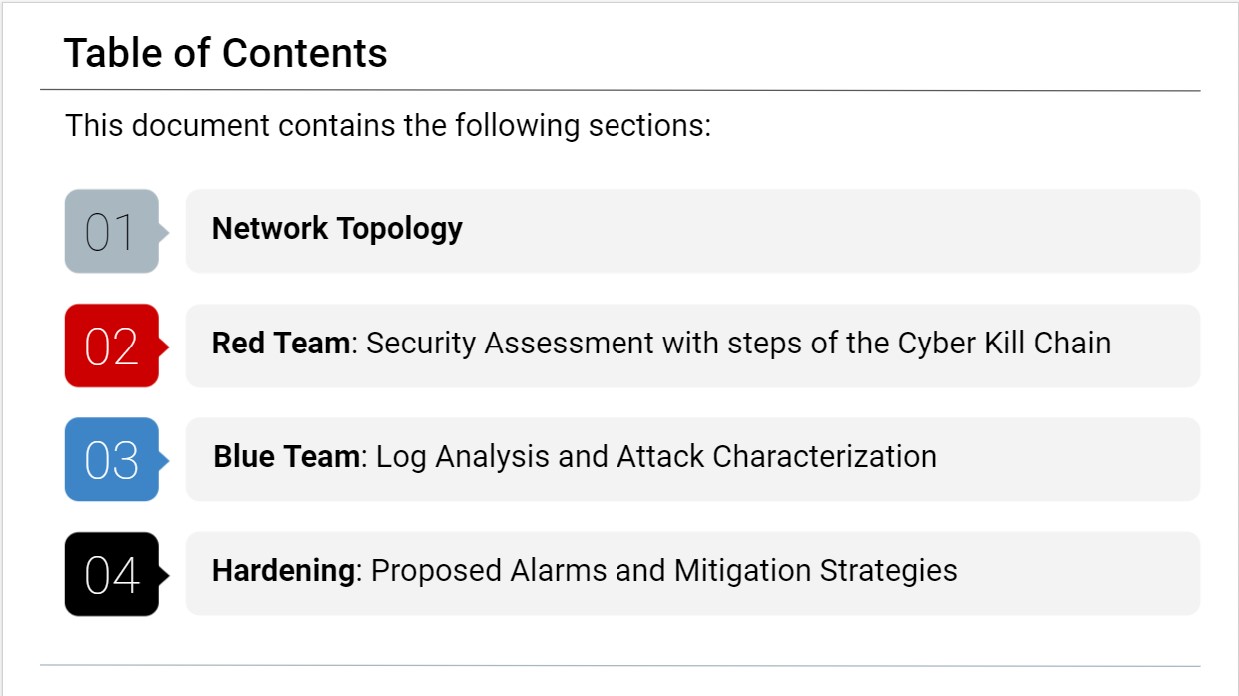 Table of Contents
This document contains the following sections:
01
Network Topology
02
Red Team: Security Assessment with steps of the Cyber Kill Chain
03
Blue Team: Log Analysis and Attack Characterization
04
Hardening: Proposed Alarms and Mitigation Strategies